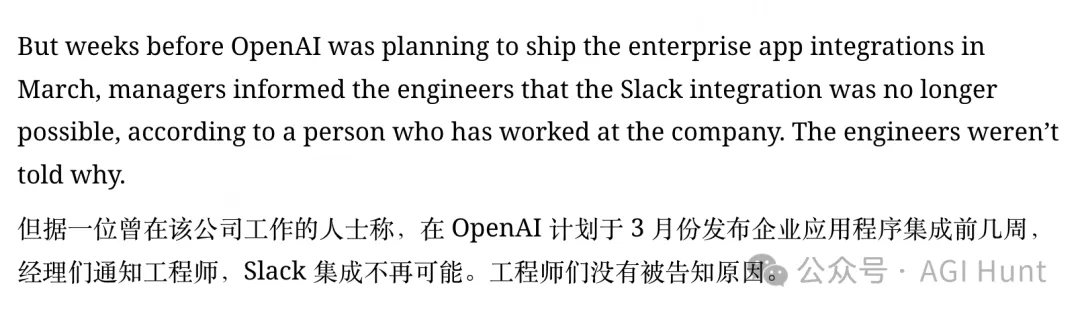 But weeks before OpenAI was planning to ship the enterprise app integrations in
March, managers informed the engineers that the Slack integration was no longer
possible, according to a person who has worked at the company. The engineers weren’t
told why.
但据一位曾在该公司工作的人士称，在 OpenAI 计划于 3 月份发布企业应用程序集成前几周，
经理们通知工程师，Slack 集成不再可能。工程师们没有被告知原因。
公众号 · AGI Hunt